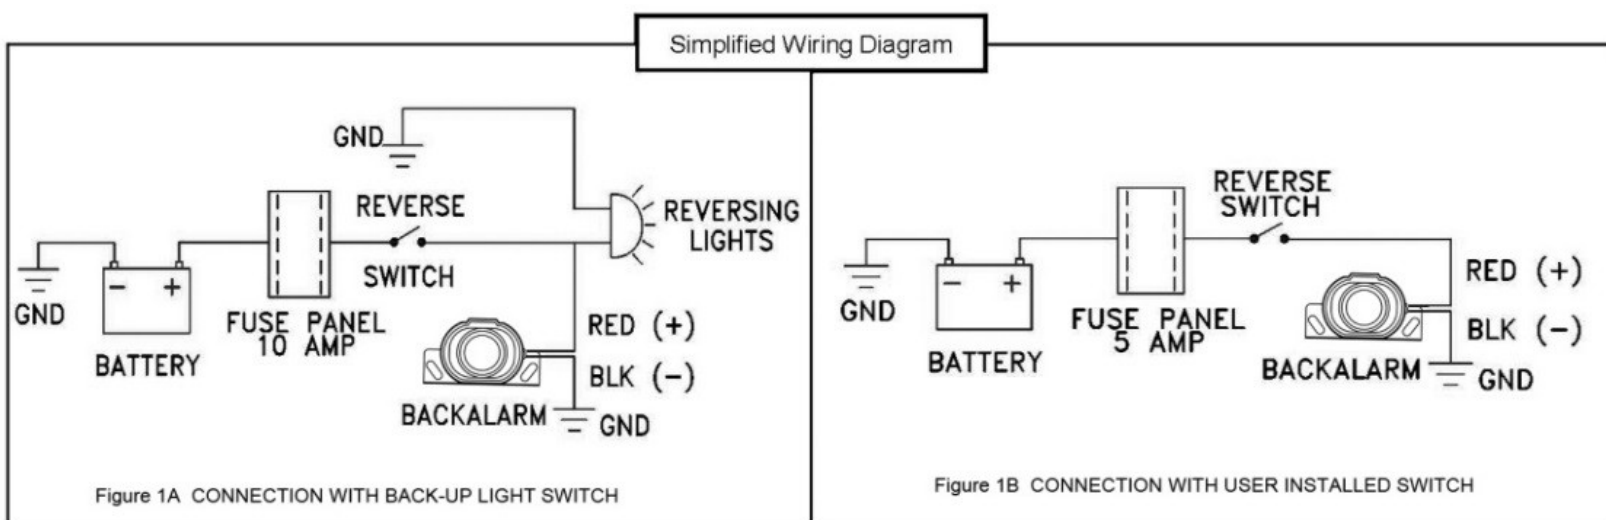 Simplified Wiring Diagram
GND
REVERSE
SWITCH
REVERSING
LIGHTS
GND
- +
BATTERY
FUSE PANEL
10 AMP
RED (+)
BLK (-)
BACKALARM
GND
Figure 1A CONNECTION WITH BACK-UP LIGHT SWITCH
REVERSE
SWITCH
GND
- +
BATTERY
FUSE PANEL
5 AMP
RED (+)
BLK (-)
BACKALARM
GND
Figure 1B CONNECTION WITH USER INSTALLED SWITCH